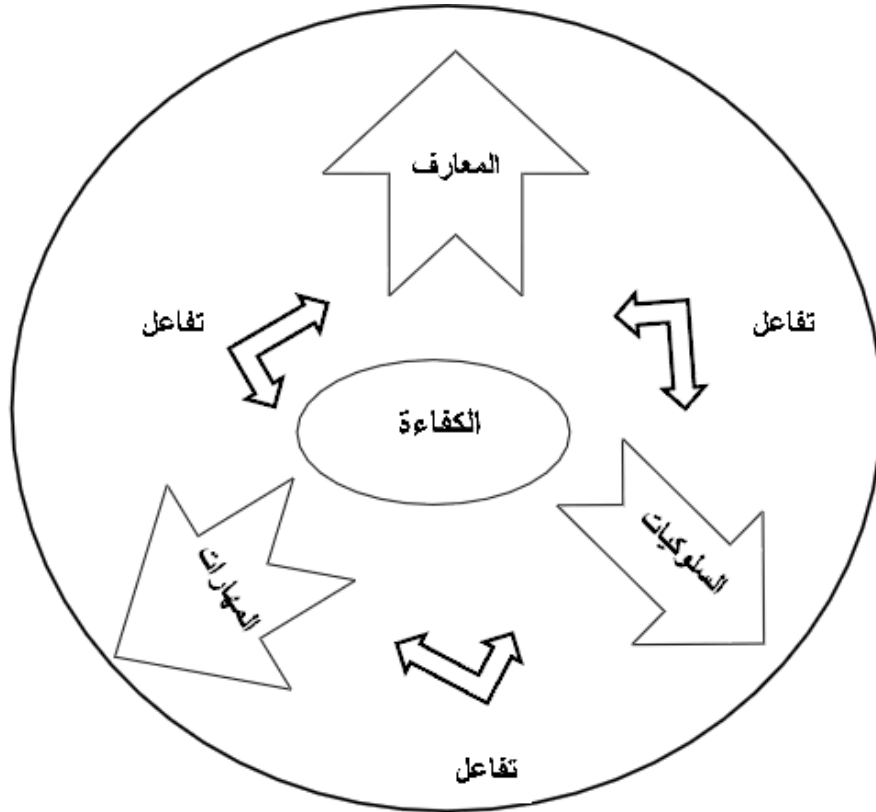 المعارف
تفاعل
تفاعل
الكفاءة
السلوكيات
المهارات
تفاعل